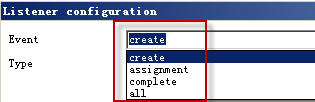 Listener configuration
Event
create
create
Type
assignment
complete
all